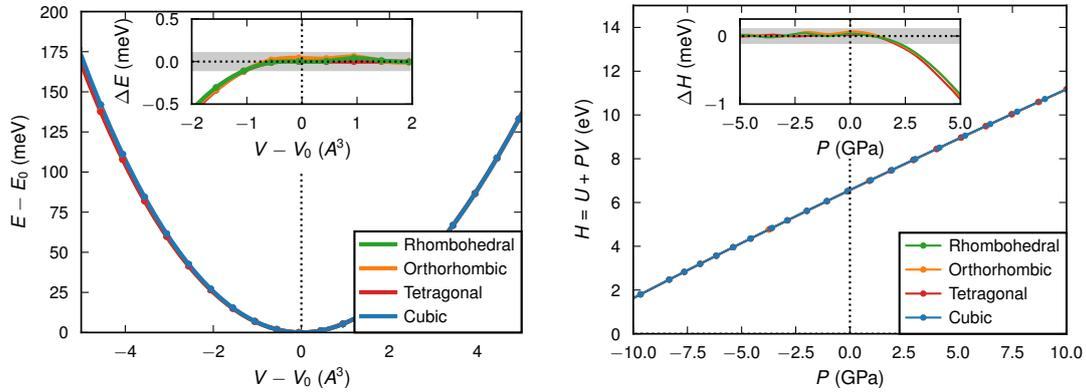 200
175
150
125
100
75
50
25
0
E − E₀ (meV)
−4
−2
0
2
4
V − V₀ (A³)
0.5
0.0
−0.5
ΔE (meV)
−2
−1
0
1
2
V − V₀ (A³)
Rhombohedral
Orthorhombic
Tetragonal
Cubic
14
12
10
8
6
4
2
0
H = U + PV (eV)
−10.0
−7.5
−5.0
−2.5
0.0
2.5
5.0
7.5
10.0
P (GPa)
0
−1
ΔH (meV)
−5.0
−2.5
0.0
2.5
5.0
P (GPa)
Rhombohedral
Orthorhombic
Tetragonal
Cubic